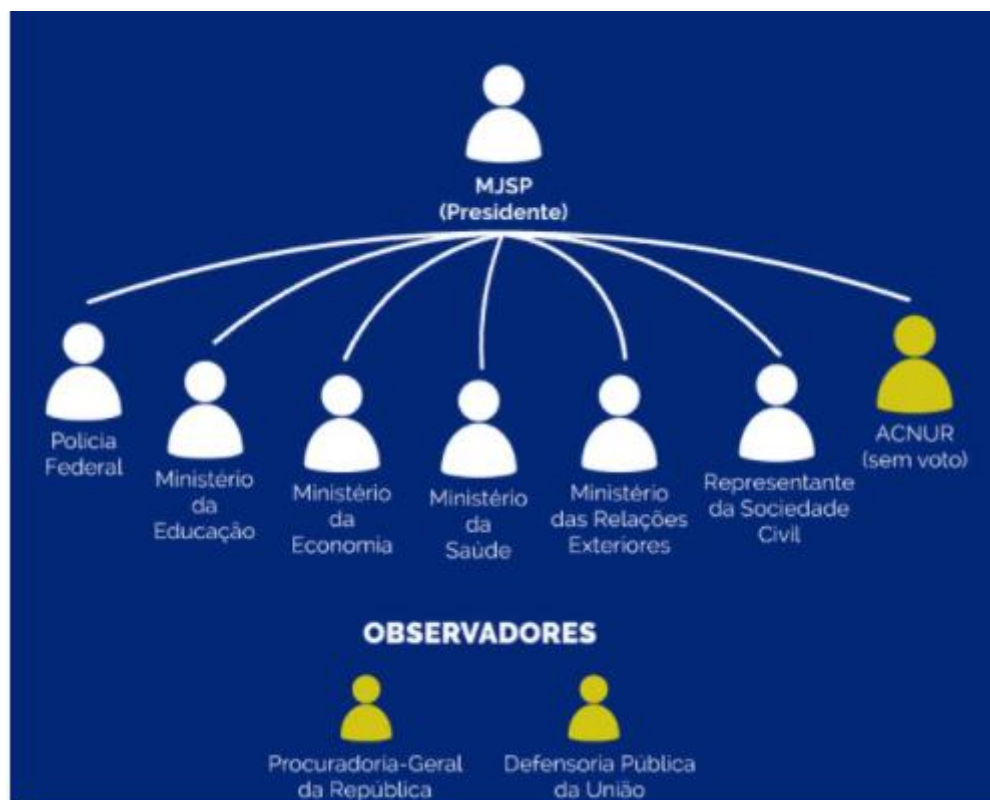 MJSP
(Presidente)
Polícia
Federal
Ministério
da
Educação
Ministério
da
Economia
Ministério
da
Saúde
Ministério
das Relações
Exteriores
Representante
da Sociedade
Civil
ACNUR
(sem voto)
OBSERVADORES
Procuradoria-Geral
da República
Defensoria Pública
da União